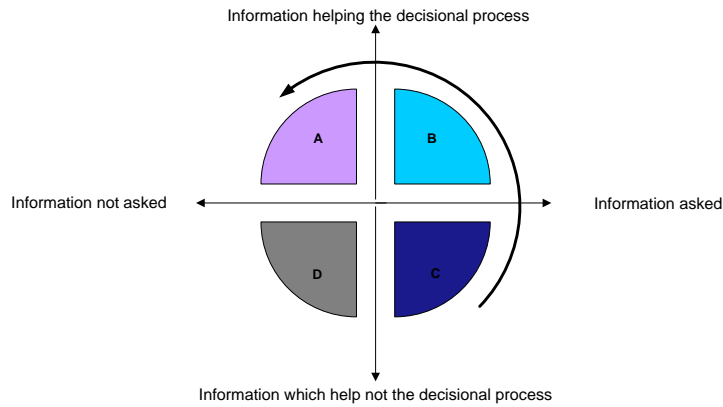 Information helping the decisional process
A
B
Information not asked
Information asked
D
C
Information which help not the decisional process